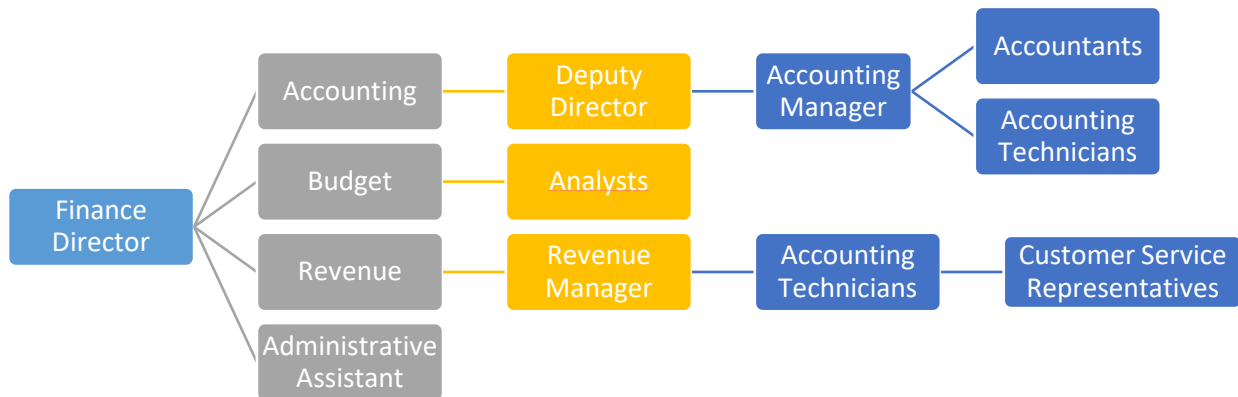 Finance
Director
Accounting
Budget
Revenue
Administrative
Assistant
Deputy
Director
Analysts
Revenue
Manager
Accounting
Manager
Accounting
Technicians
Accountants
Accounting
Technicians
Customer Service
Representatives